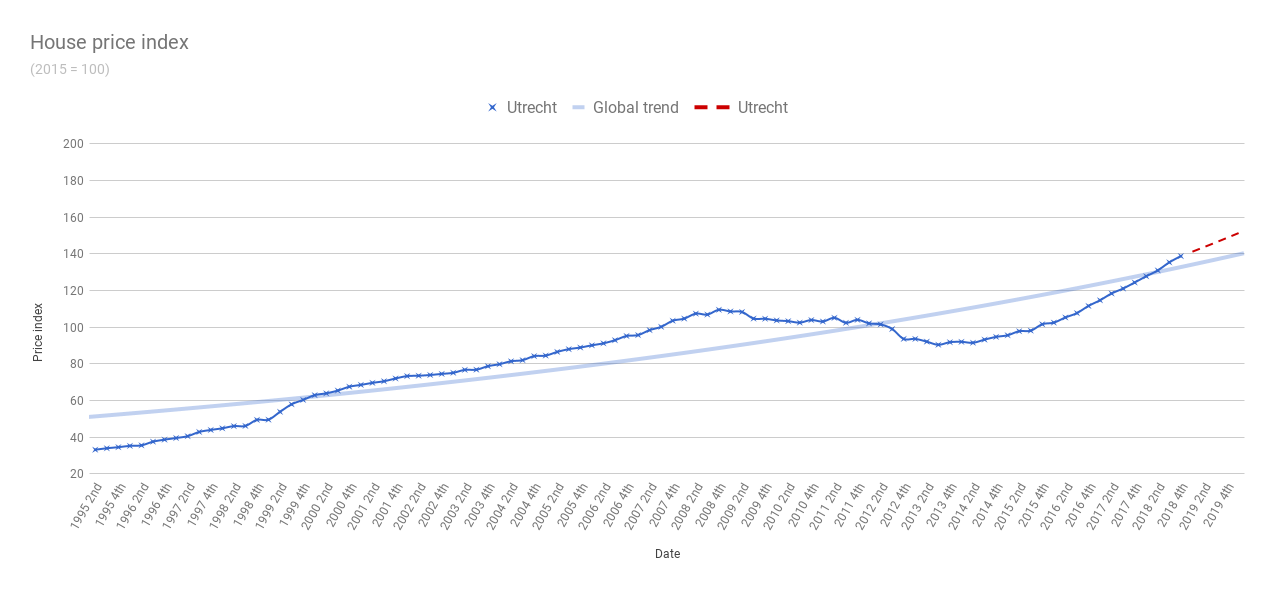 House price index
(2015 = 100)
Utrecht Global trend Utrecht
200
180
160
140
120
100
80
60
40
20
Price index
1995 2nd
1995 4th
1996 2nd
1996 4th
1997 2nd
1997 4th
1998 2nd
1998 4th
1999 2nd
1999 4th
2000 2nd
2000 4th
2001 2nd
2001 4th
2002 2nd
2002 4th
2003 2nd
2003 4th
2004 2nd
2004 4th
2005 2nd
2005 4th
2006 2nd
2006 4th
2007 2nd
2007 4th
2008 2nd
2008 4th
2009 2nd
2009 4th
2010 2nd
2010 4th
2011 2nd
2011 4th
2012 2nd
2012 4th
2013 2nd
2013 4th
2014 2nd
2014 4th
2015 2nd
2015 4th
2016 2nd
2016 4th
2017 2nd
2017 4th
2018 2nd
2018 4th
2019 2nd
2019 4th
Date